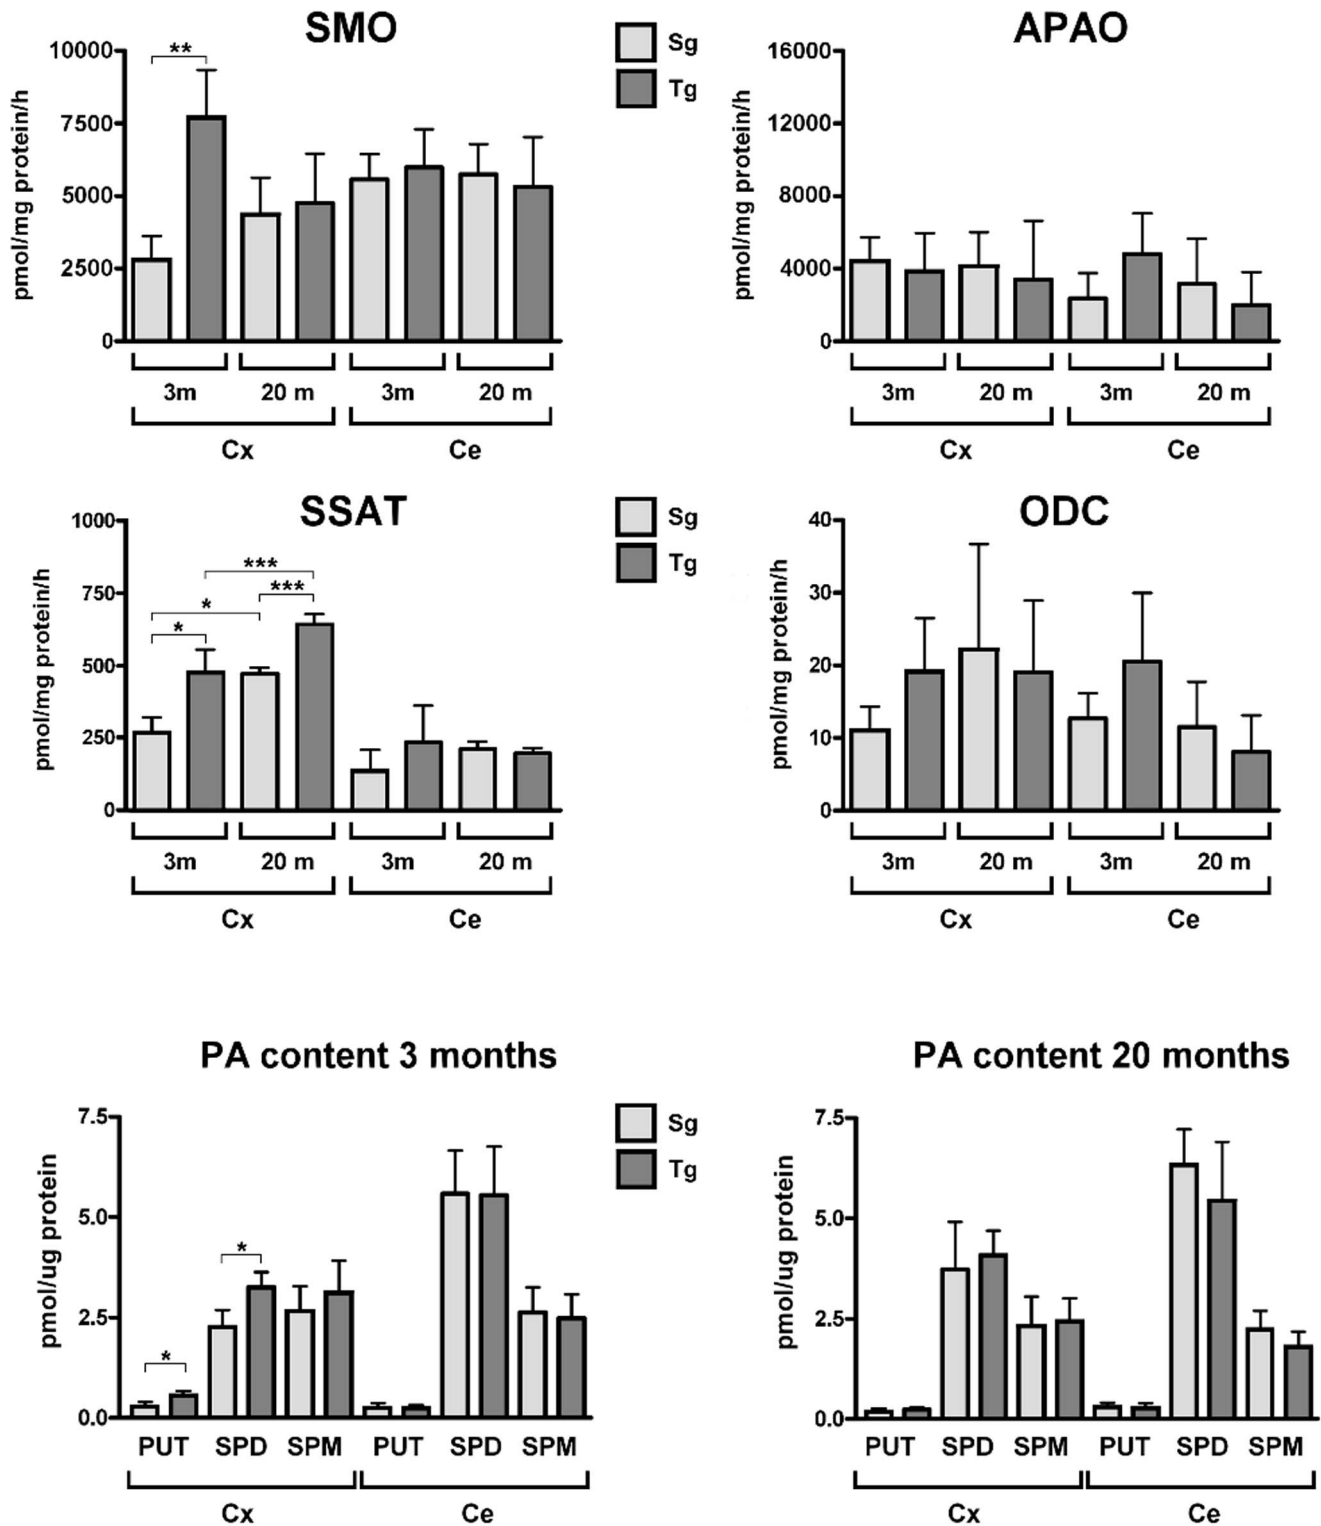 SMO
Sg
Tg
pmol/mg protein/h
10000
7500
5000
2500
0
**
3m
20 m
3m
20 m
Cx
Ce
APAO
pmol/mg protein/h
16000
12000
8000
4000
0
3m
20 m
3m
20 m
Cx
Ce
SSAT
Sg
Tg
pmol/mg protein/h
1000
750
500
250
0
***
***
*
*
3m
20 m
3m
20 m
Cx
Ce
ODC
pmol/mg protein/h
40
30
20
10
0
3m
20 m
3m
20 m
Cx
Ce
PA content 3 months
Sg
Tg
pmol/ug protein
7.5
5.0
2.5
0.0
*
*
PUT SPD SPM PUT SPD SPM
Cx
Ce
PA content 20 months
pmol/ug protein
7.5
5.0
2.5
0.0
PUT SPD SPM PUT SPD SPM
Cx
Ce